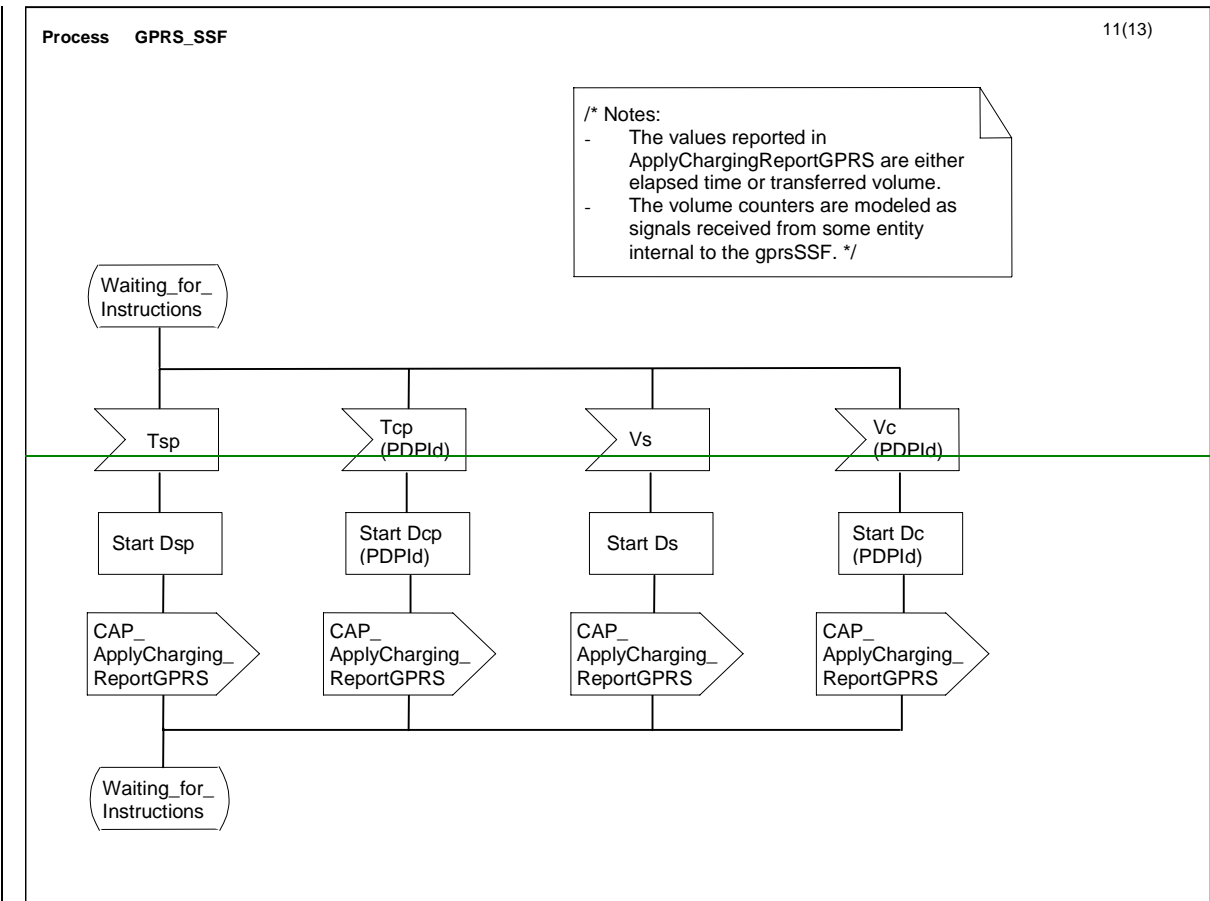 Process GPRS_SSF
11(13)
/* Notes:
- The values reported in
ApplyChargingReportGPRS are either
elapsed time or transferred volume.
- The volume counters are modeled as
signals received from some entity
internal to the gprsSSF. */
Waiting_for_
Instructions
Tsp
Tcp
(PDPId)
Vs
Vc
(PDPId)
Start Dsp
Start Dcp
(PDPId)
Start Ds
Start Dc
(PDPId)
CAP_
ApplyCharging_
ReportGPRS
CAP_
ApplyCharging_
ReportGPRS
CAP_
ApplyCharging_
ReportGPRS
CAP_
ApplyCharging_
ReportGPRS
Waiting_for_
Instructions